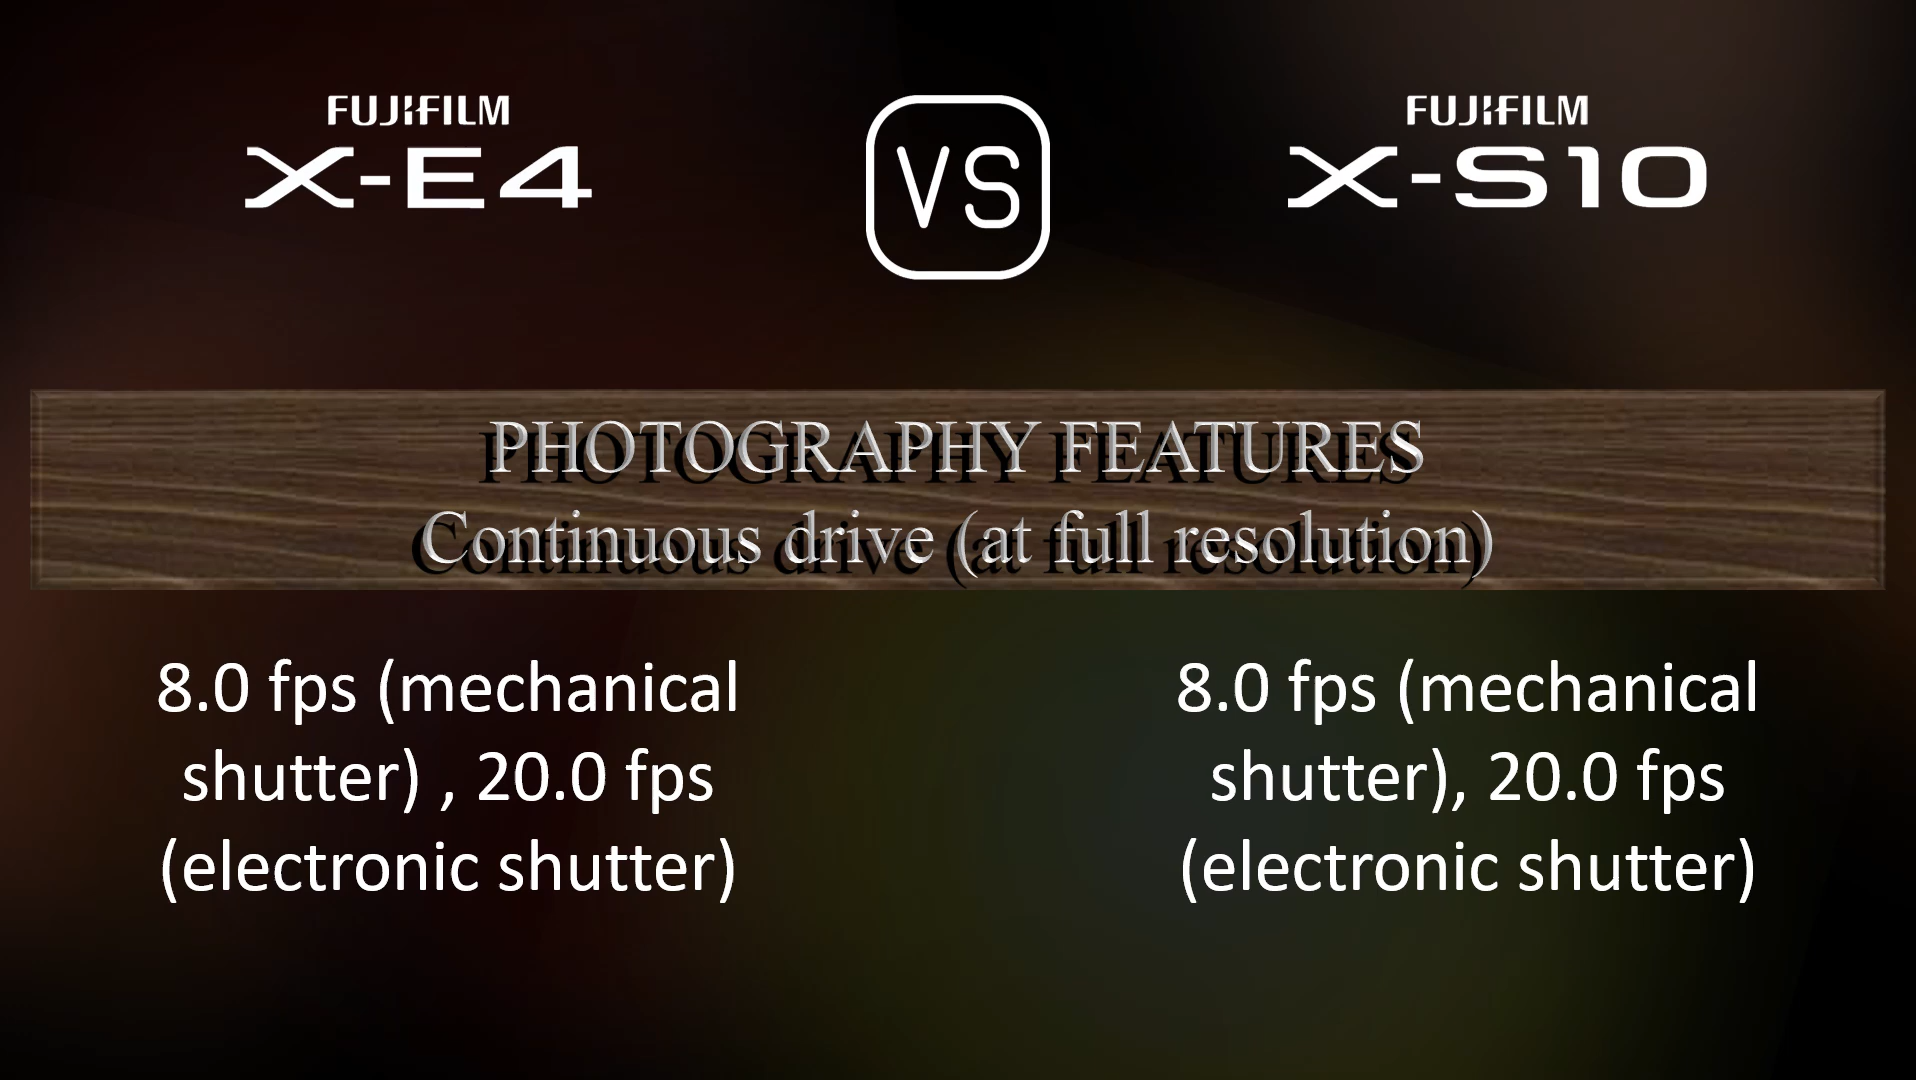 FUJIFILM
X-E4
VS
FUJIFILM
X-S10
PHOTOGRAPHY FEATURES
Continuous drive (at full resolution)
8.0 fps (mechanical
shutter) , 20.0 fps
(electronic shutter)
8.0 fps (mechanical
shutter), 20.0 fps
(electronic shutter)